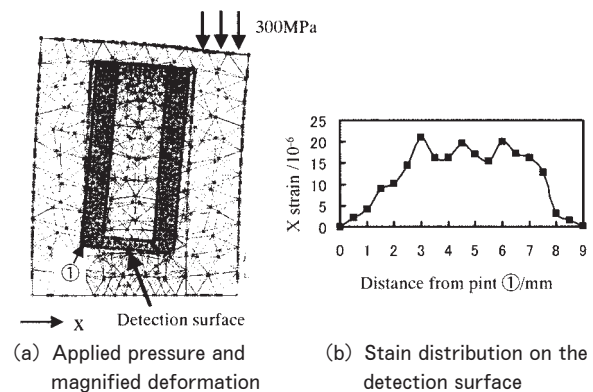 300MPa
①
X
Detection surface
(a) Applied pressure and
magnified deformation
X strain /10⁻⁶
25
20
15
10
5
0
0 1 2 3 4 5 6 7 8 9
Distance from pint ①/mm
(b) Stain distribution on the
detection surface